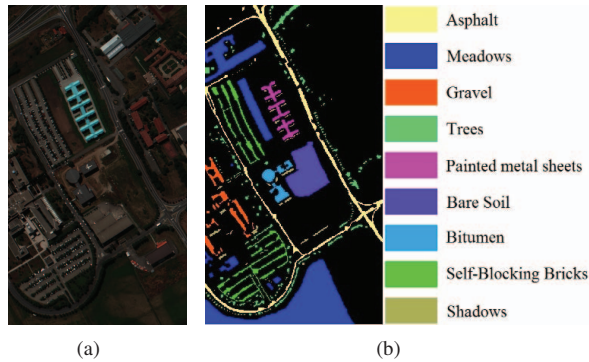 Asphalt
Meadows
Gravel
Trees
Painted metal sheets
Bare Soil
Bitumen
Self-Blocking Bricks
Shadows
(a)
(b)